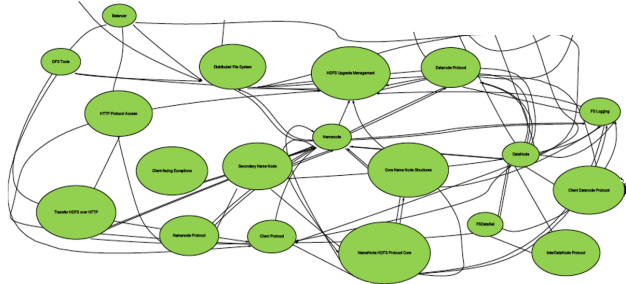 Balancer
DFS Tools
Distributed File System
HDFS Upgrade Management
Datanode Protocol
HTTP Protocol Access
FS Logging
Namenode
Client-facing Exceptions
Secondary Name Node
Core Name Node Structures
DataNode
Client Datanode Protocol
Transfer HDFS over HTTP
Namenode Protocol
Client Protocol
NameNode HDFS Protocol Core
FSDataSet
InterDataNode Protocol